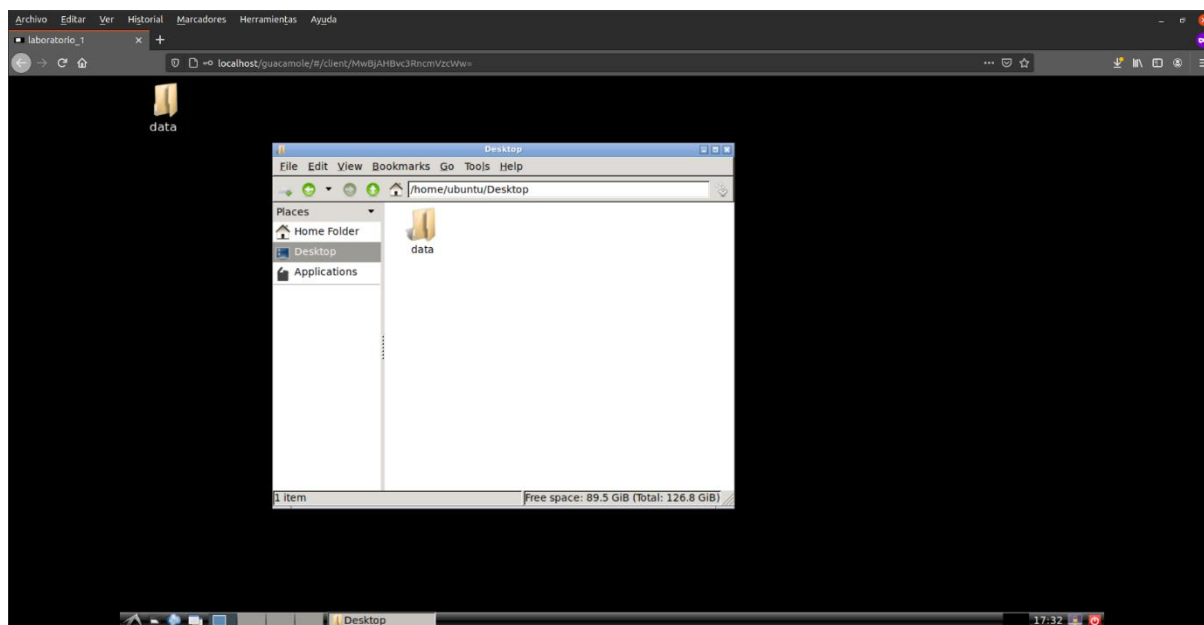 Archivo Editar Ver Historial Marcadores Herramientas Ayuda
laboratorio_1
localhost/guacamole/#/client/MwBjAHBvc3RncmVzcWw=
data
Desktop
File Edit View Bookmarks Go Tools Help
/home/ubuntu/Desktop
Places
Home Folder
Desktop
Applications
data
1 item
Free space: 89.5 GiB (Total: 126.8 GiB)
Desktop
17:32